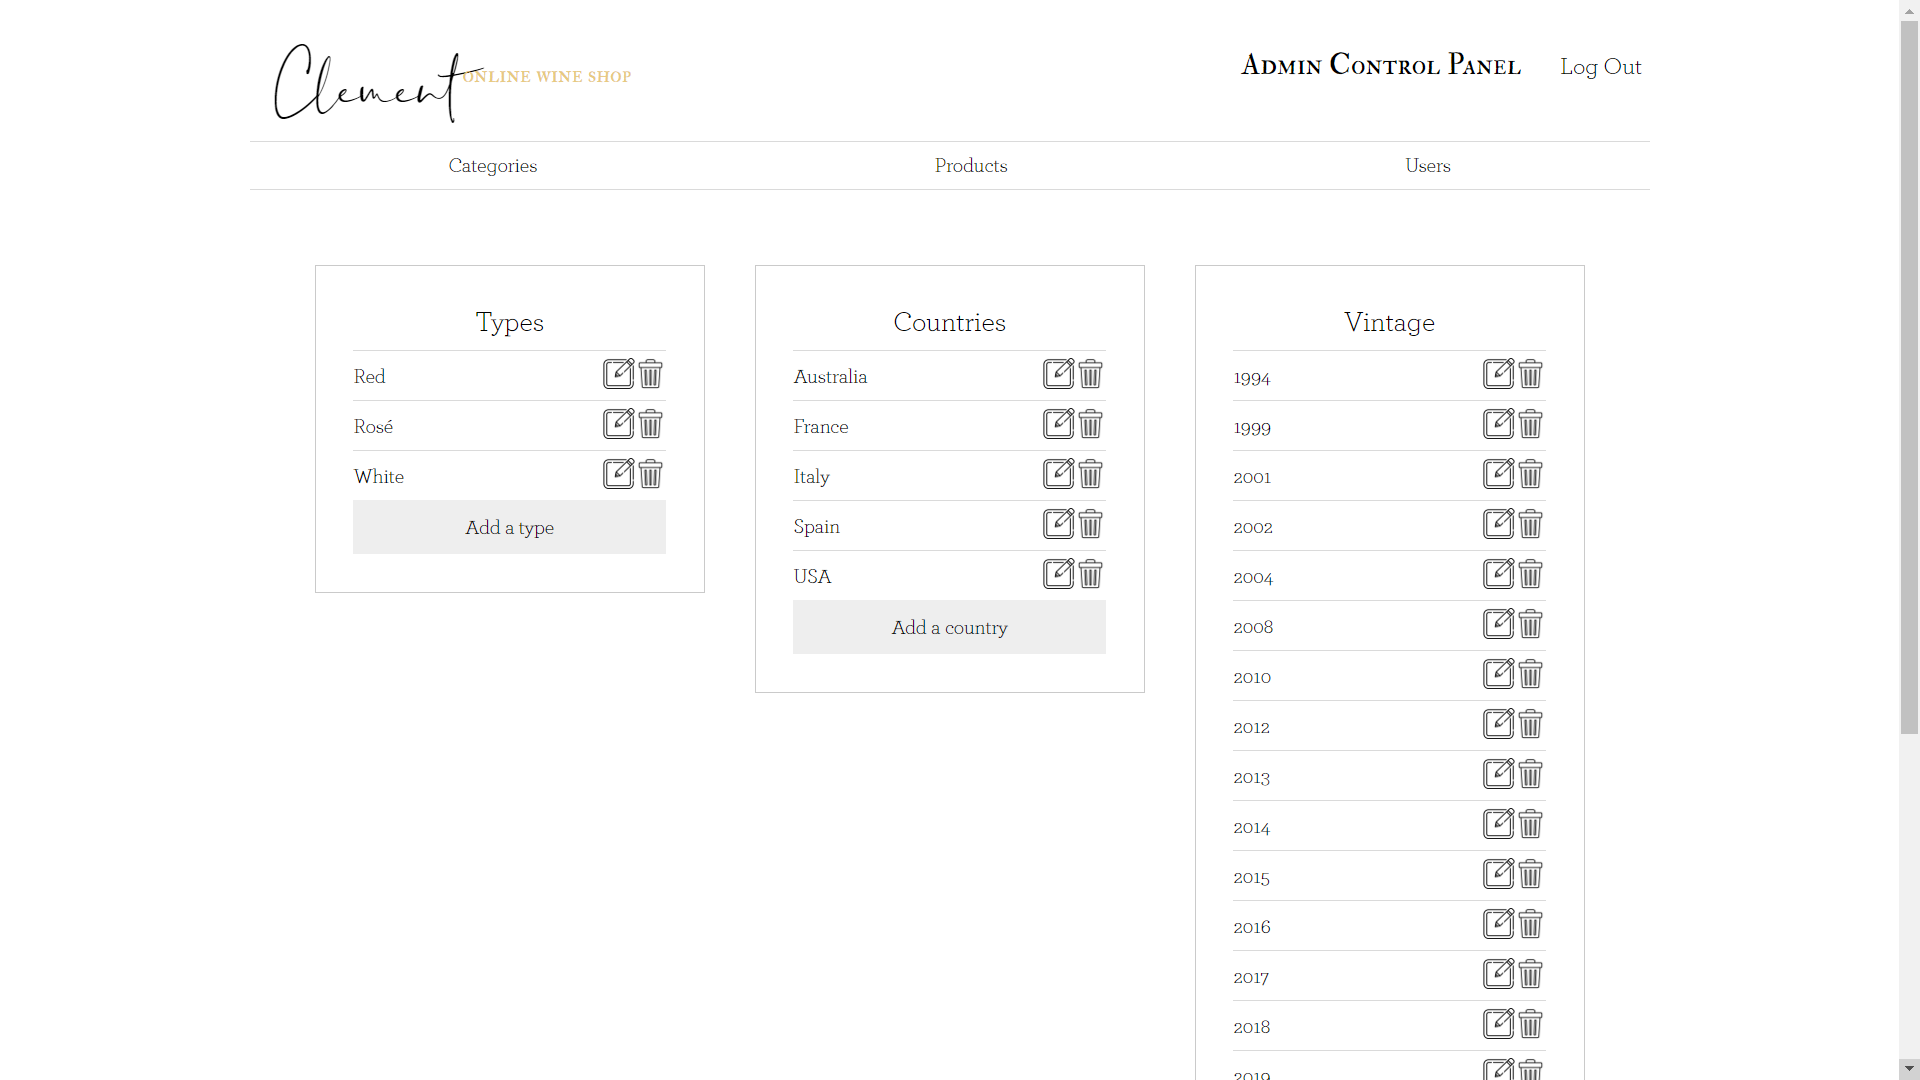 Clement ONLINE WINE SHOP
Admin Control Panel
Log Out
Categories
Products
Users
Types
Red
Rosé
White
Add a type
Countries
Australia
France
Italy
Spain
USA
Add a country
Vintage
1994
1999
2001
2002
2004
2008
2010
2012
2013
2014
2015
2016
2017
2018
2019